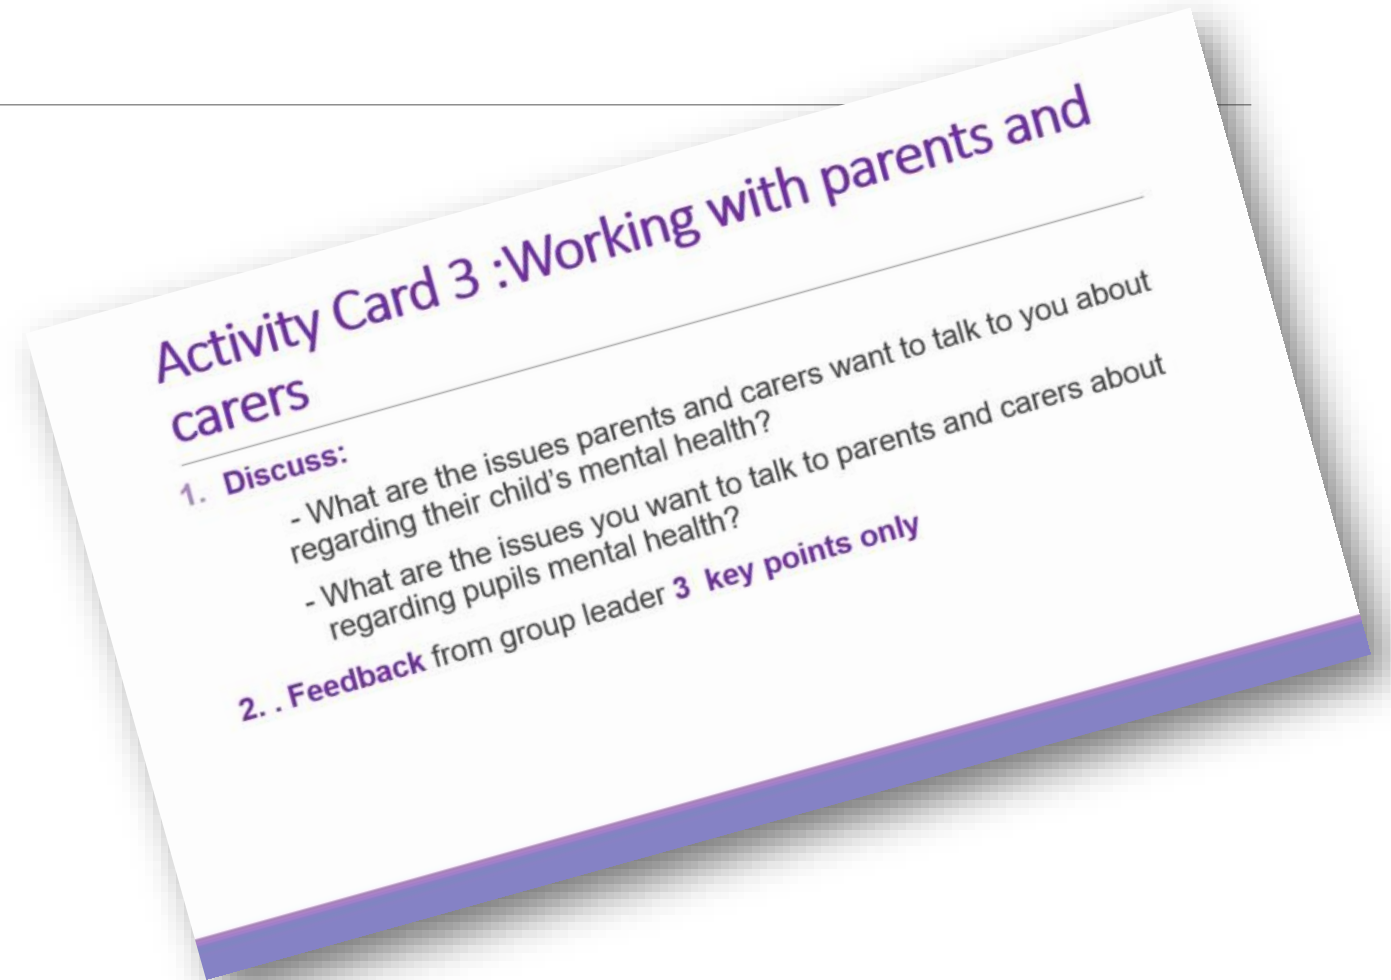 Activity Card 3 :Working with parents and
carers
1. Discuss:
- What are the issues parents and carers want to talk to you about
regarding their child’s mental health?
- What are the issues you want to talk to parents and carers about
regarding pupils mental health?
2. . Feedback from group leader 3 key points only